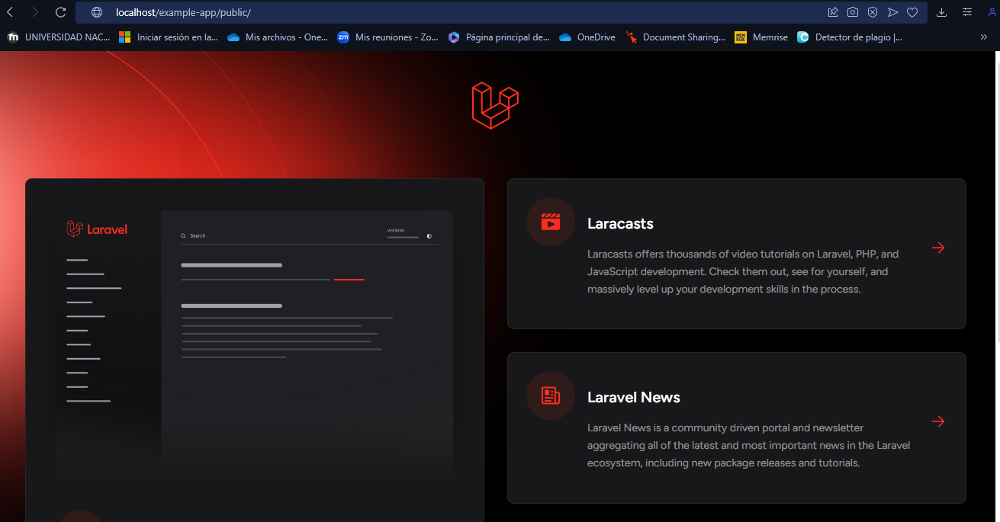 localhost/example-app/public/
UNIVERSIDAD NAC...
Iniciar sesión en la...
Mis archivos - One...
Mis reuniones - Zo...
Página principal de...
OneDrive
Document Sharing...
Memrise
Detector de plagio |...
Laravel
Search
VERSION
Laracasts
Laracasts offers thousands of video tutorials on Laravel, PHP, and
JavaScript development. Check them out, see for yourself, and
massively level up your development skills in the process.
Laravel News
Laravel News is a community driven portal and newsletter
aggregating all of the latest and most important news in the Laravel
ecosystem, including new package releases and tutorials.